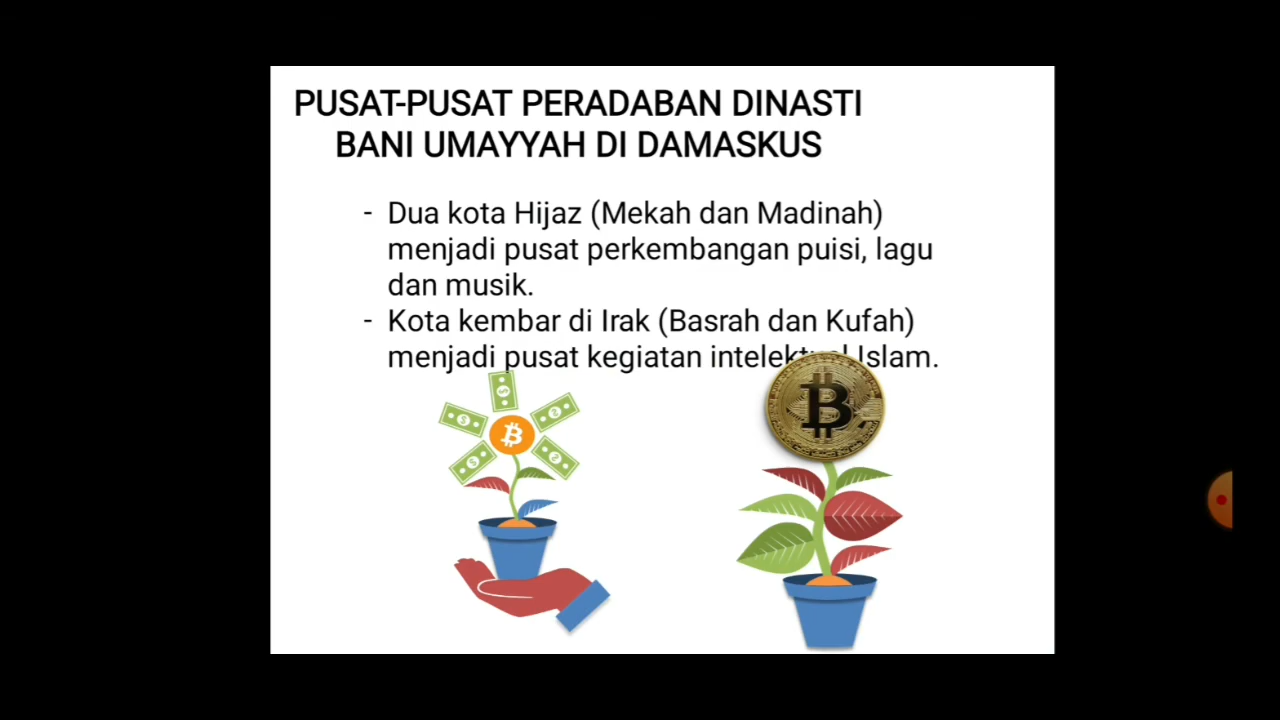 PUSAT-PUSAT PERADABAN DINASTI
BANI UMAYYAH DI DAMASKUS
- Dua kota Hijaz (Mekah dan Madinah)
menjadi pusat perkembangan puisi, lagu
dan musik.
- Kota kembar di Irak (Basrah dan Kufah)
menjadi pusat kegiatan intelektual Islam.